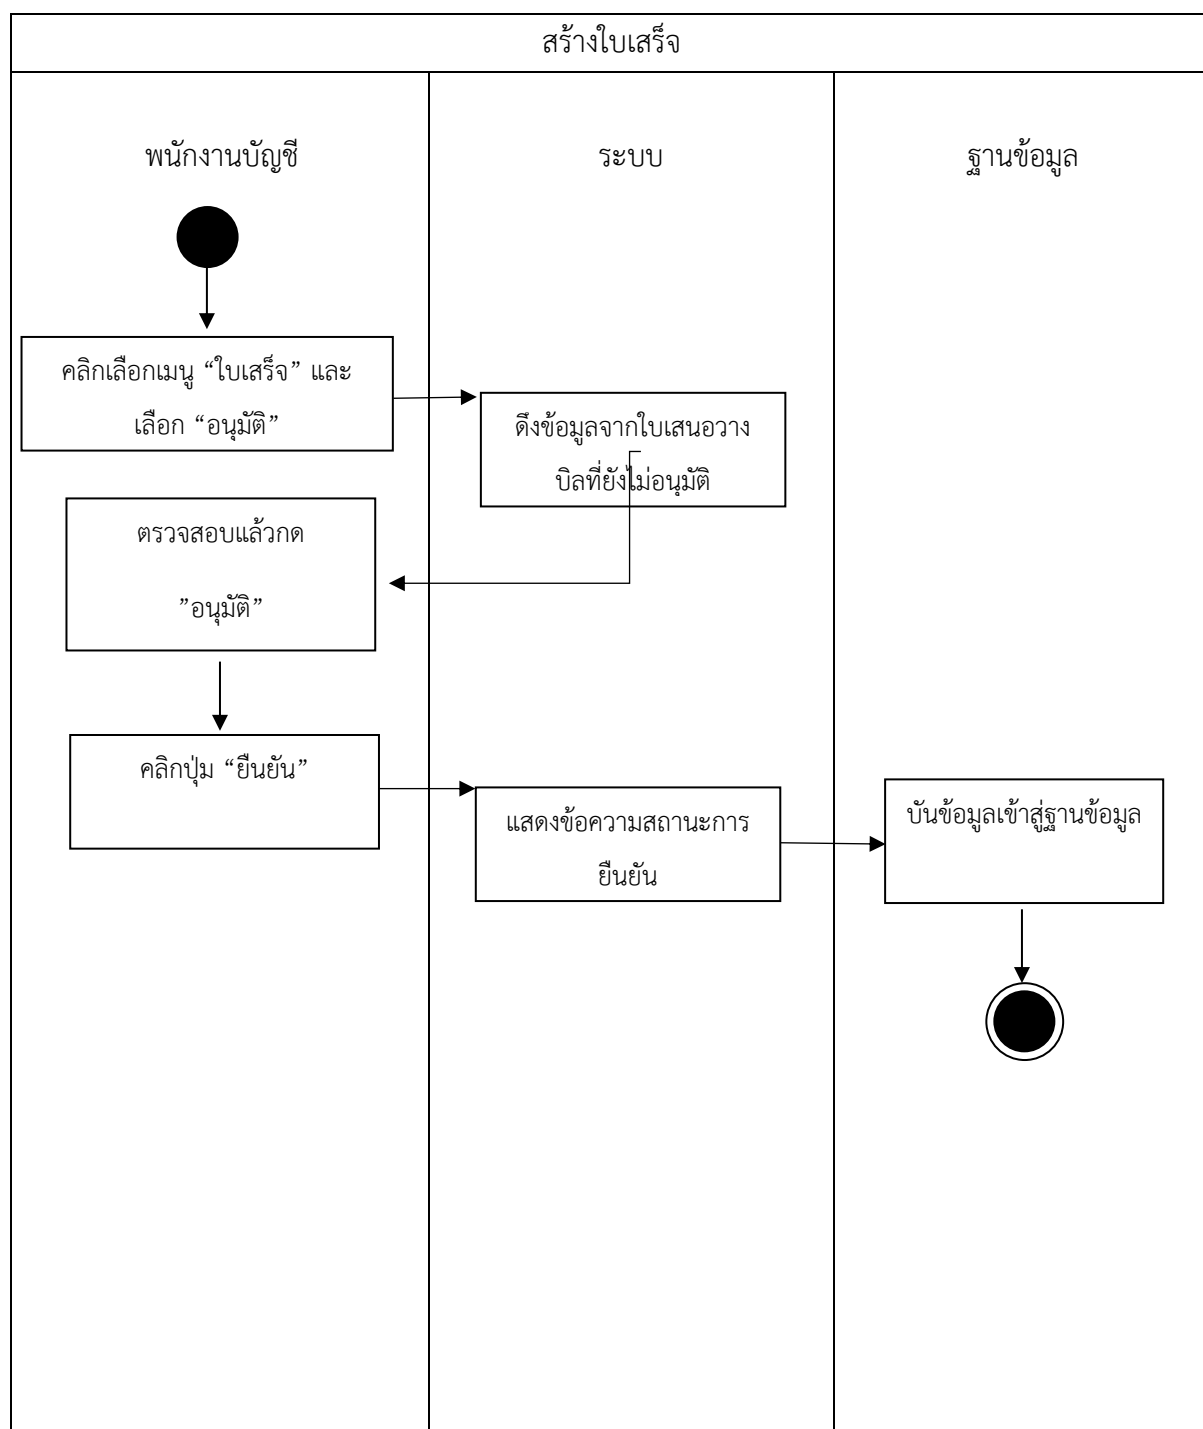 สร้างใบเสร็จ
พนักงานบัญชี
ระบบ
ฐานข้อมูล
คลิกเลือกเมนู “ใบเสร็จ” และ
เลือก “อนุมัติ”
ดึงข้อมูลจากใบเสนอวาง
บิลที่ยังไม่อนุมัติ
ตรวจสอบแล้วกด
”อนุมัติ”
คลิกปุ่ม “ยืนยัน”
แสดงข้อความสถานะการ
ยืนยัน
บันข้อมูลเข้าสู่ฐานข้อมูล